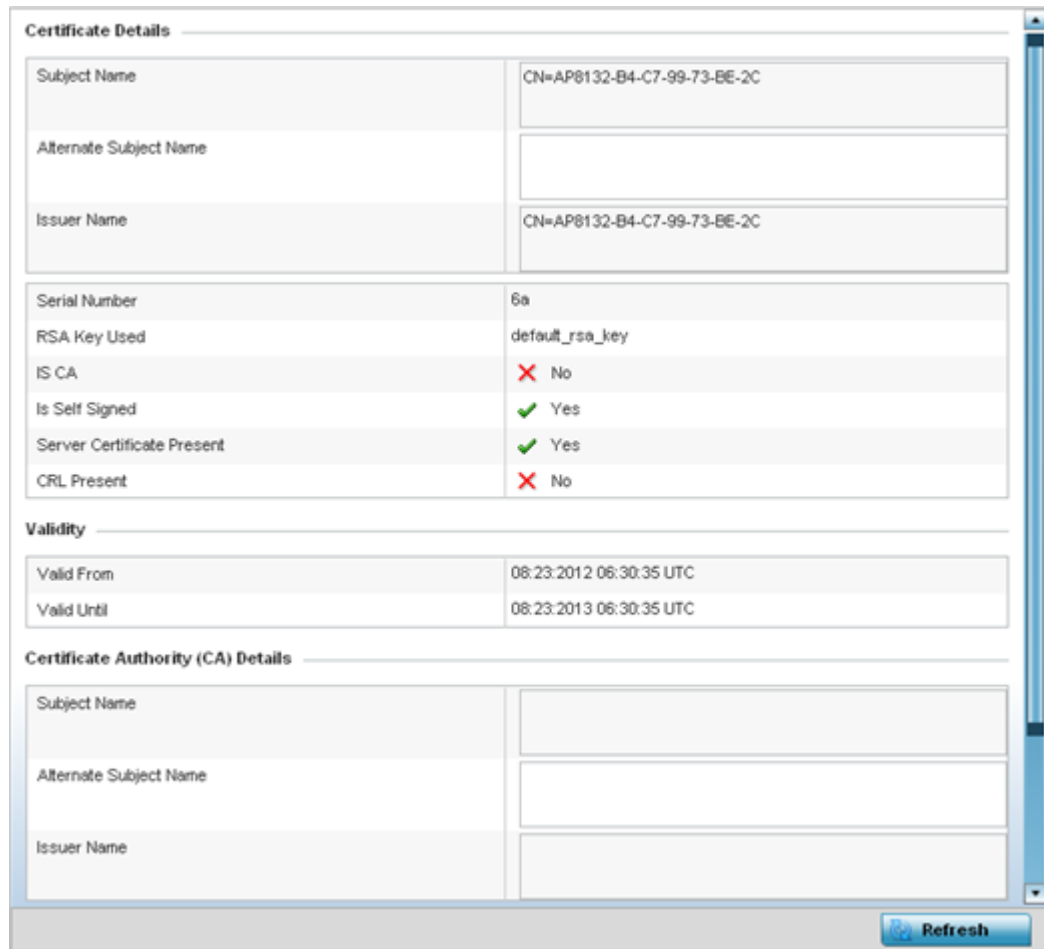 Certificate Details
Subject Name CN=AP8132-B4-C7-99-73-BE-2C
Alternate Subject Name
Issuer Name CN=AP8132-B4-C7-99-73-BE-2C
Serial Number 6a
RSA Key Used default_rsa_key
IS CA No
Is Self Signed Yes
Server Certificate Present Yes
CRL Present No
Validity
Valid From 08:23:2012 06:30:35 UTC
Valid Until 08:23:2013 06:30:35 UTC
Certificate Authority (CA) Details
Subject Name
Alternate Subject Name
Issuer Name
Refresh